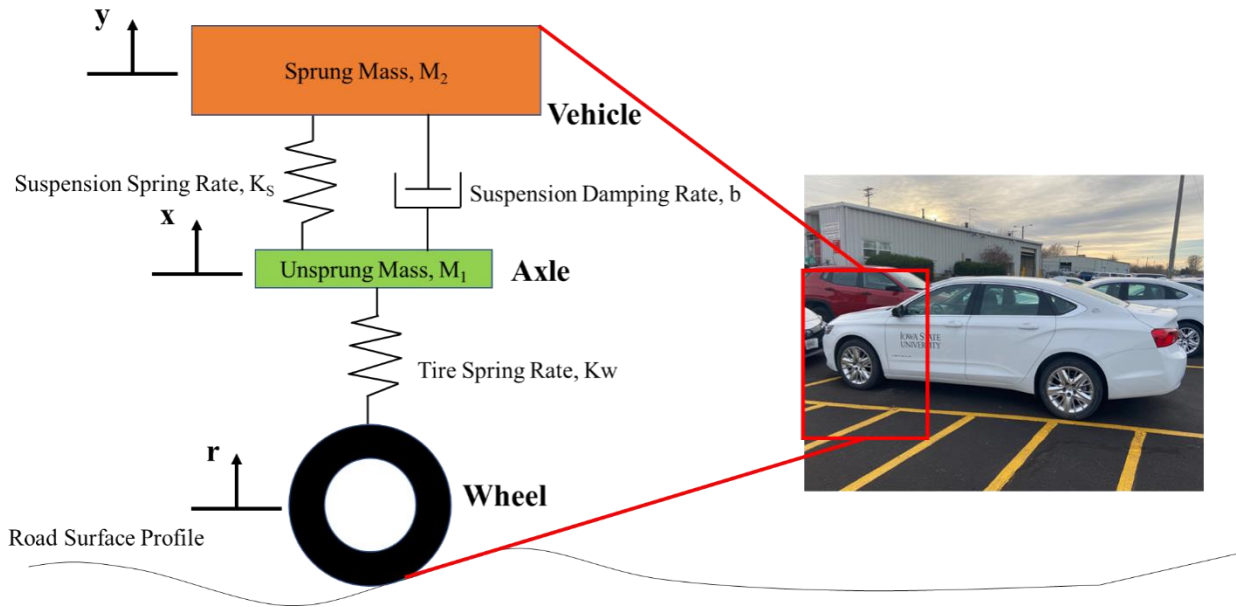 y
Sprung Mass, M₂
Vehicle
Suspension Spring Rate, Kₛ
Suspension Damping Rate, b
x
Unsprung Mass, M₁
Axle
Tire Spring Rate, Kw
IOWA STATE
UNIVERSITY
r
Wheel
Road Surface Profile